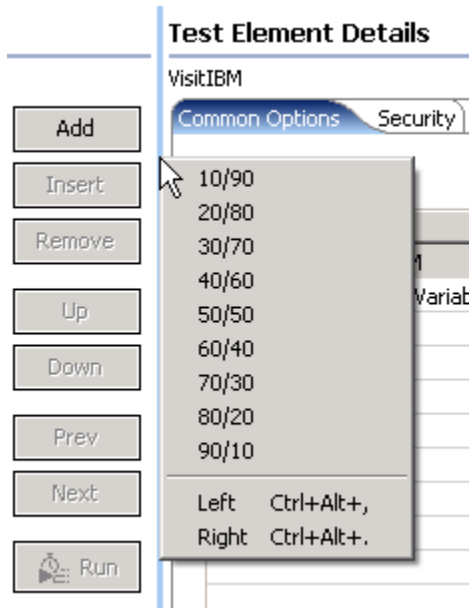 Test Element Details
VisitIBM
Common Options Security
Add
Insert
Remove
Up
Down
Prev
Next
Run
10/90
20/80
30/70
40/60
50/50
60/40
70/30
80/20
90/10
Left Ctrl+Alt+,
Right Ctrl+Alt+.